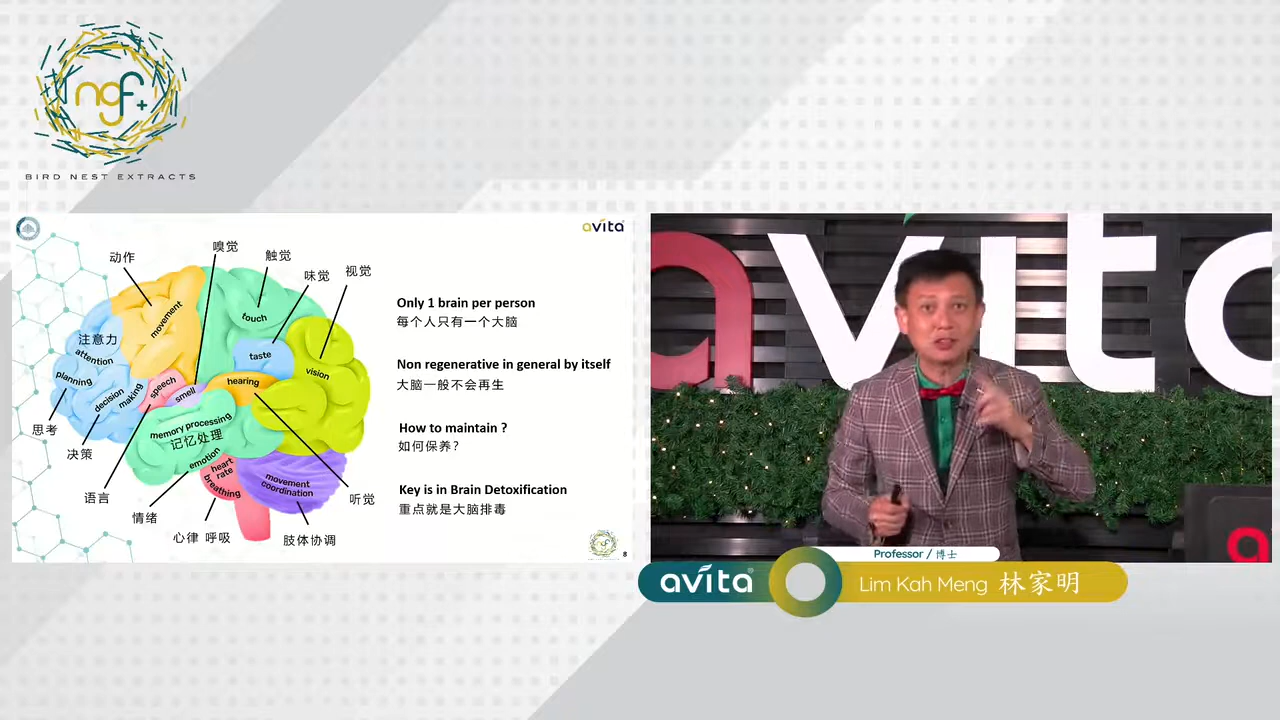 ngf+
BIRD NEST EXTRACTS
avita
动作
嗅觉
触觉
味觉
视觉
movement
touch
注意力
attention
taste
planning
decision
making
speech
smell
hearing
vision
memory processing
记忆处理
emotion
heart
rate
breathing
movement
coordination
思考
决策
语言
情绪
心律 呼吸
肢体协调
听觉
Only 1 brain per person
每个人只有一个大脑
Non regenerative in general by itself
大脑一般不会再生
How to maintain ?
如何保养?
Key is in Brain Detoxification
重点就是大脑排毒
ngf
8
avita
a
Professor / 博士
avita
Lim Kah Meng 林家明